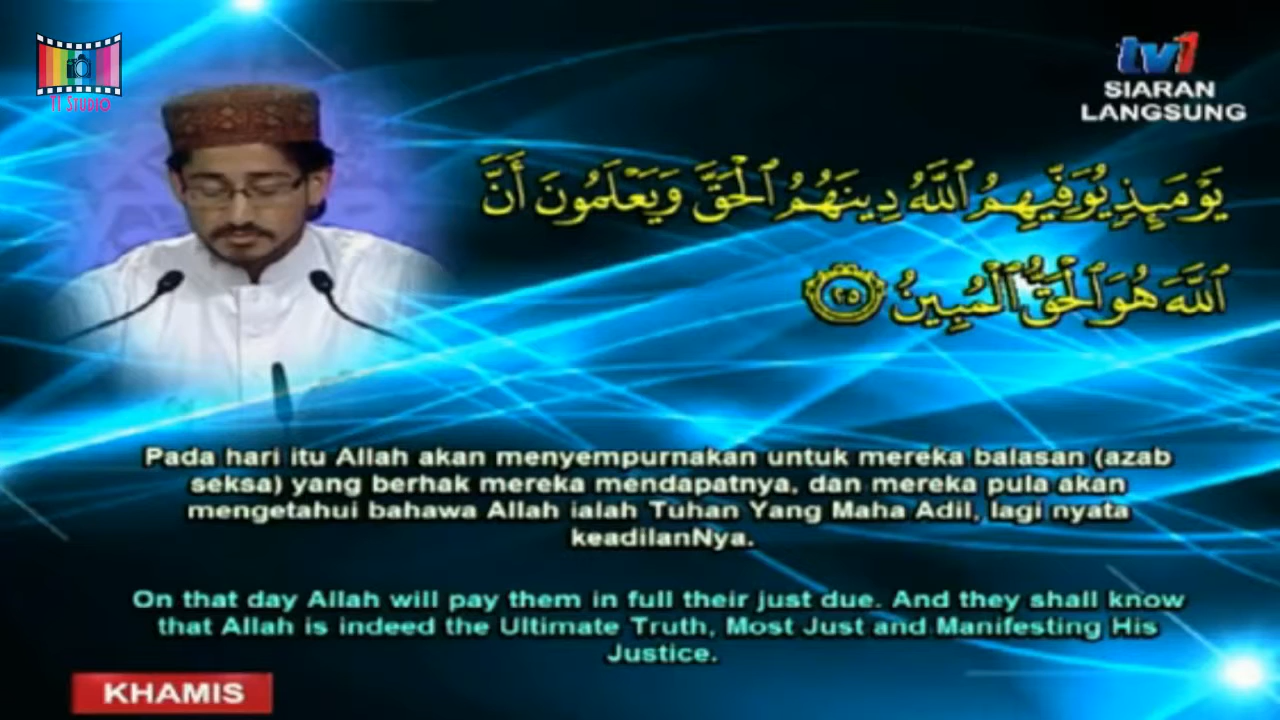 TI STUDIO
tv1
SIARAN
LANGSUNG
يَوْمَئِذٍ يُوَفِّيهِمُ ٱللَّهُ دِينَهُمُ ٱلْحَقَّ وَيَعْلَمُونَ أَنَّ
ٱللَّهَ هُوَ ٱلْحَقُّ ٱلْمُبِينُ ٢٥
Pada hari itu Allah akan menyempurnakan untuk mereka balasan (azab
seksa) yang berhak mereka mendapatnya, dan mereka pula akan
mengetahui bahawa Allah ialah Tuhan Yang Maha Adil, lagi nyata
keadilanNya.
On that day Allah will pay them in full their just due. And they shall know
that Allah is indeed the Ultimate Truth, Most Just and Manifesting His
Justice.
KHAMIS